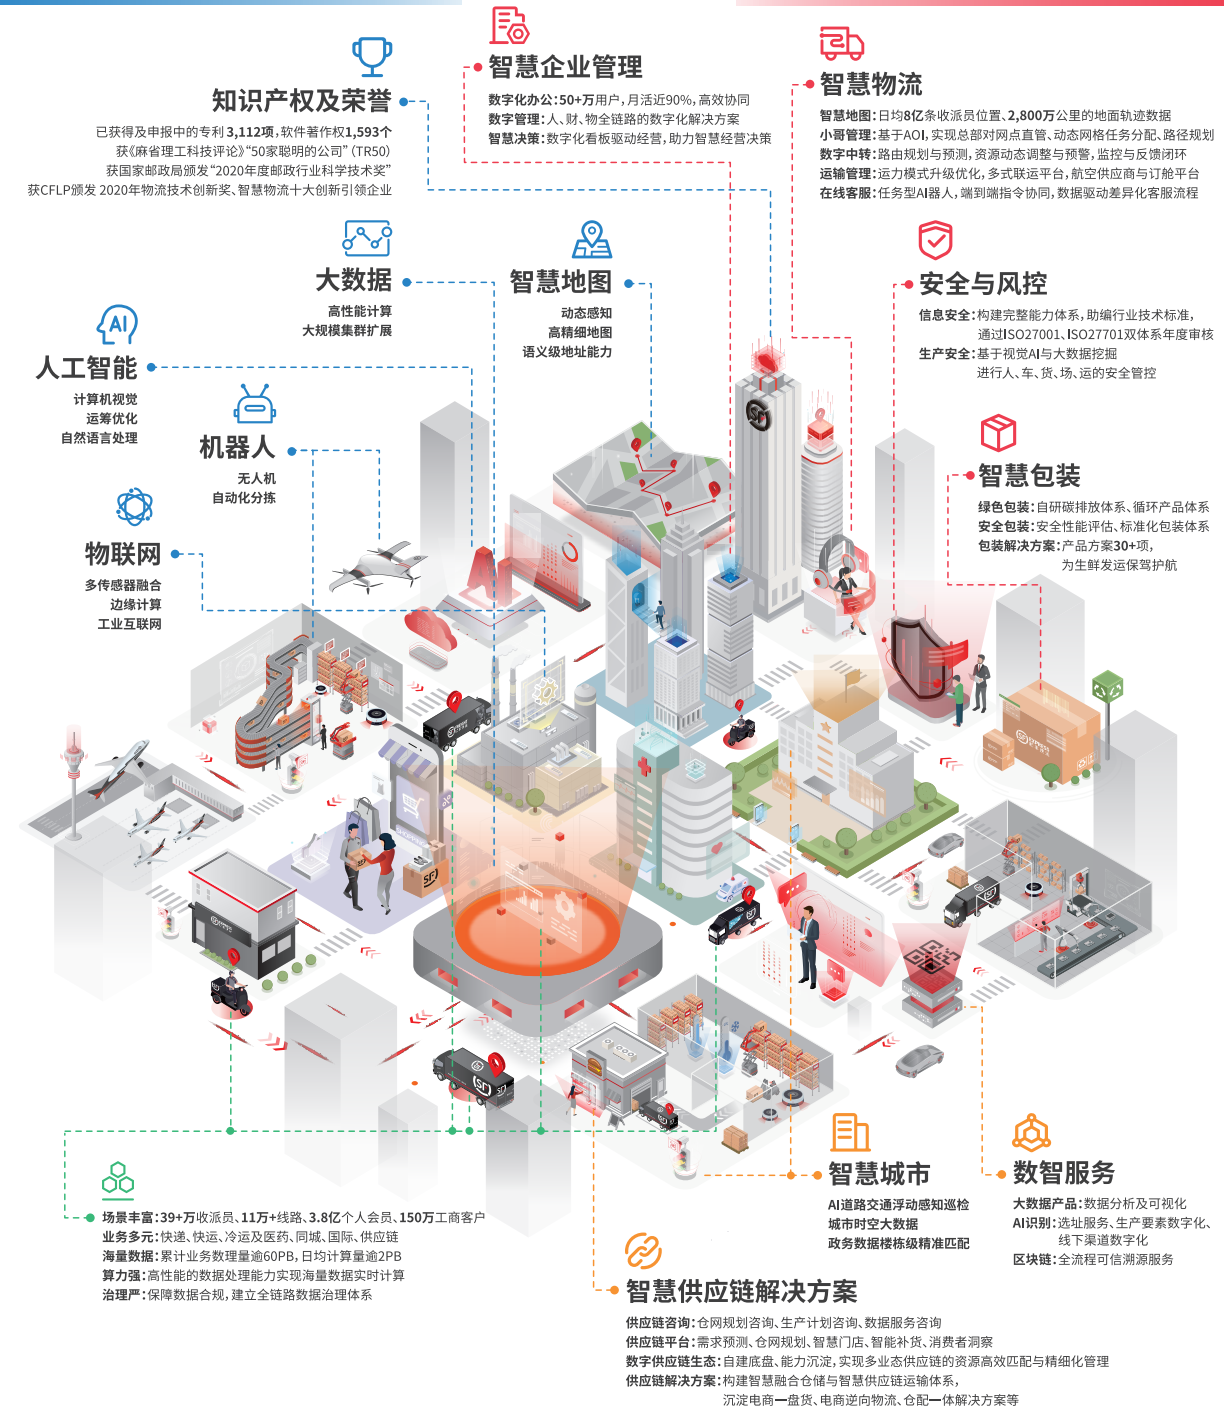 智慧企业管理
数字化办公：50+万用户，月活近90%，高效协同
数字管理：人、财、物全链路的数字化解决方案
智慧决策：数字化看板驱动经营，助力智慧经营决策
知识产权及荣誉
已获得及申报中的专利 3,112项，软件著作权1,593个
获《麻省理工科技评论》“50家聪明的公司”（TR50）
获国家邮政局颁发“2020年度邮政行业科学技术奖”
获CFLP颁发 2020年物流技术创新奖、智慧物流十大创新引领企业
智慧物流
智慧地图：日均8亿条收派员位置、2,800万公里的地面轨迹数据
小哥管理：基于AOI，实现总部对网点直管、动态网格任务分配、路径规划
数字中转：路由规划与预测，资源动态调整与预警，监控与反馈闭环
运输管理：运力模式升级优化，多式联运平台，航空供应商与订舱平台
在线客服：任务型AI器人，端到端指令协同，数据驱动差异化客服流程
大数据
高性能计算
大规模集群扩展
智慧地图
动态感知
高精细地图
语义级地址能力
安全与风控
信息安全：构建完整能力体系，助编行业技术标准，
通过ISO27001、ISO27701双体系年度审核
生产安全：基于视觉AI与大数据挖掘
进行人、车、货、场、运的安全管控
AI
人工智能
计算机视觉
运筹优化
自然语言处理
机器人
无人机
自动化分拣
智慧包装
绿色包装：自研碳排放体系、循环产品体系
安全包装：安全性能评估、标准化包装体系
包装解决方案：产品方案30+项，
为生鲜发运保驾护航
物联网
多传感器融合
边缘计算
工业互联网
AI
SF
SF
SF
场景丰富：39+万收派员、11万+线路、3.8亿个人会员、150万工商客户
业务多元：快递、快运、冷运及医药、同城、国际、供应链
海量数据：累计业务数理量逾60PB，日均计算量逾2PB
算力强：高性能的数据处理能力实现海量数据实时计算
治理严：保障数据合规，建立全链路数据治理体系
智慧城市
AI道路交通浮动感知巡检
城市时空大数据
政务数据楼栋级精准匹配
数智服务
大数据产品：数据分析及可视化
AI识别：选址服务、生产要素数字化、
线下渠道数字化
区块链：全流程可信溯源服务
智慧供应链解决方案
供应链咨询：仓网规划咨询、生产计划咨询、数据服务咨询
供应链平台：需求预测、仓网规划、智慧门店、智能补货、消费者洞察
数字供应链生态：自建底盘、能力沉淀，实现多业态供应链的资源高效匹配与精细化管理
供应链解决方案：构建智慧融合仓储与智慧供应链运输体系，
沉淀电商一盘货、电商逆向物流、仓配一体解决方案等